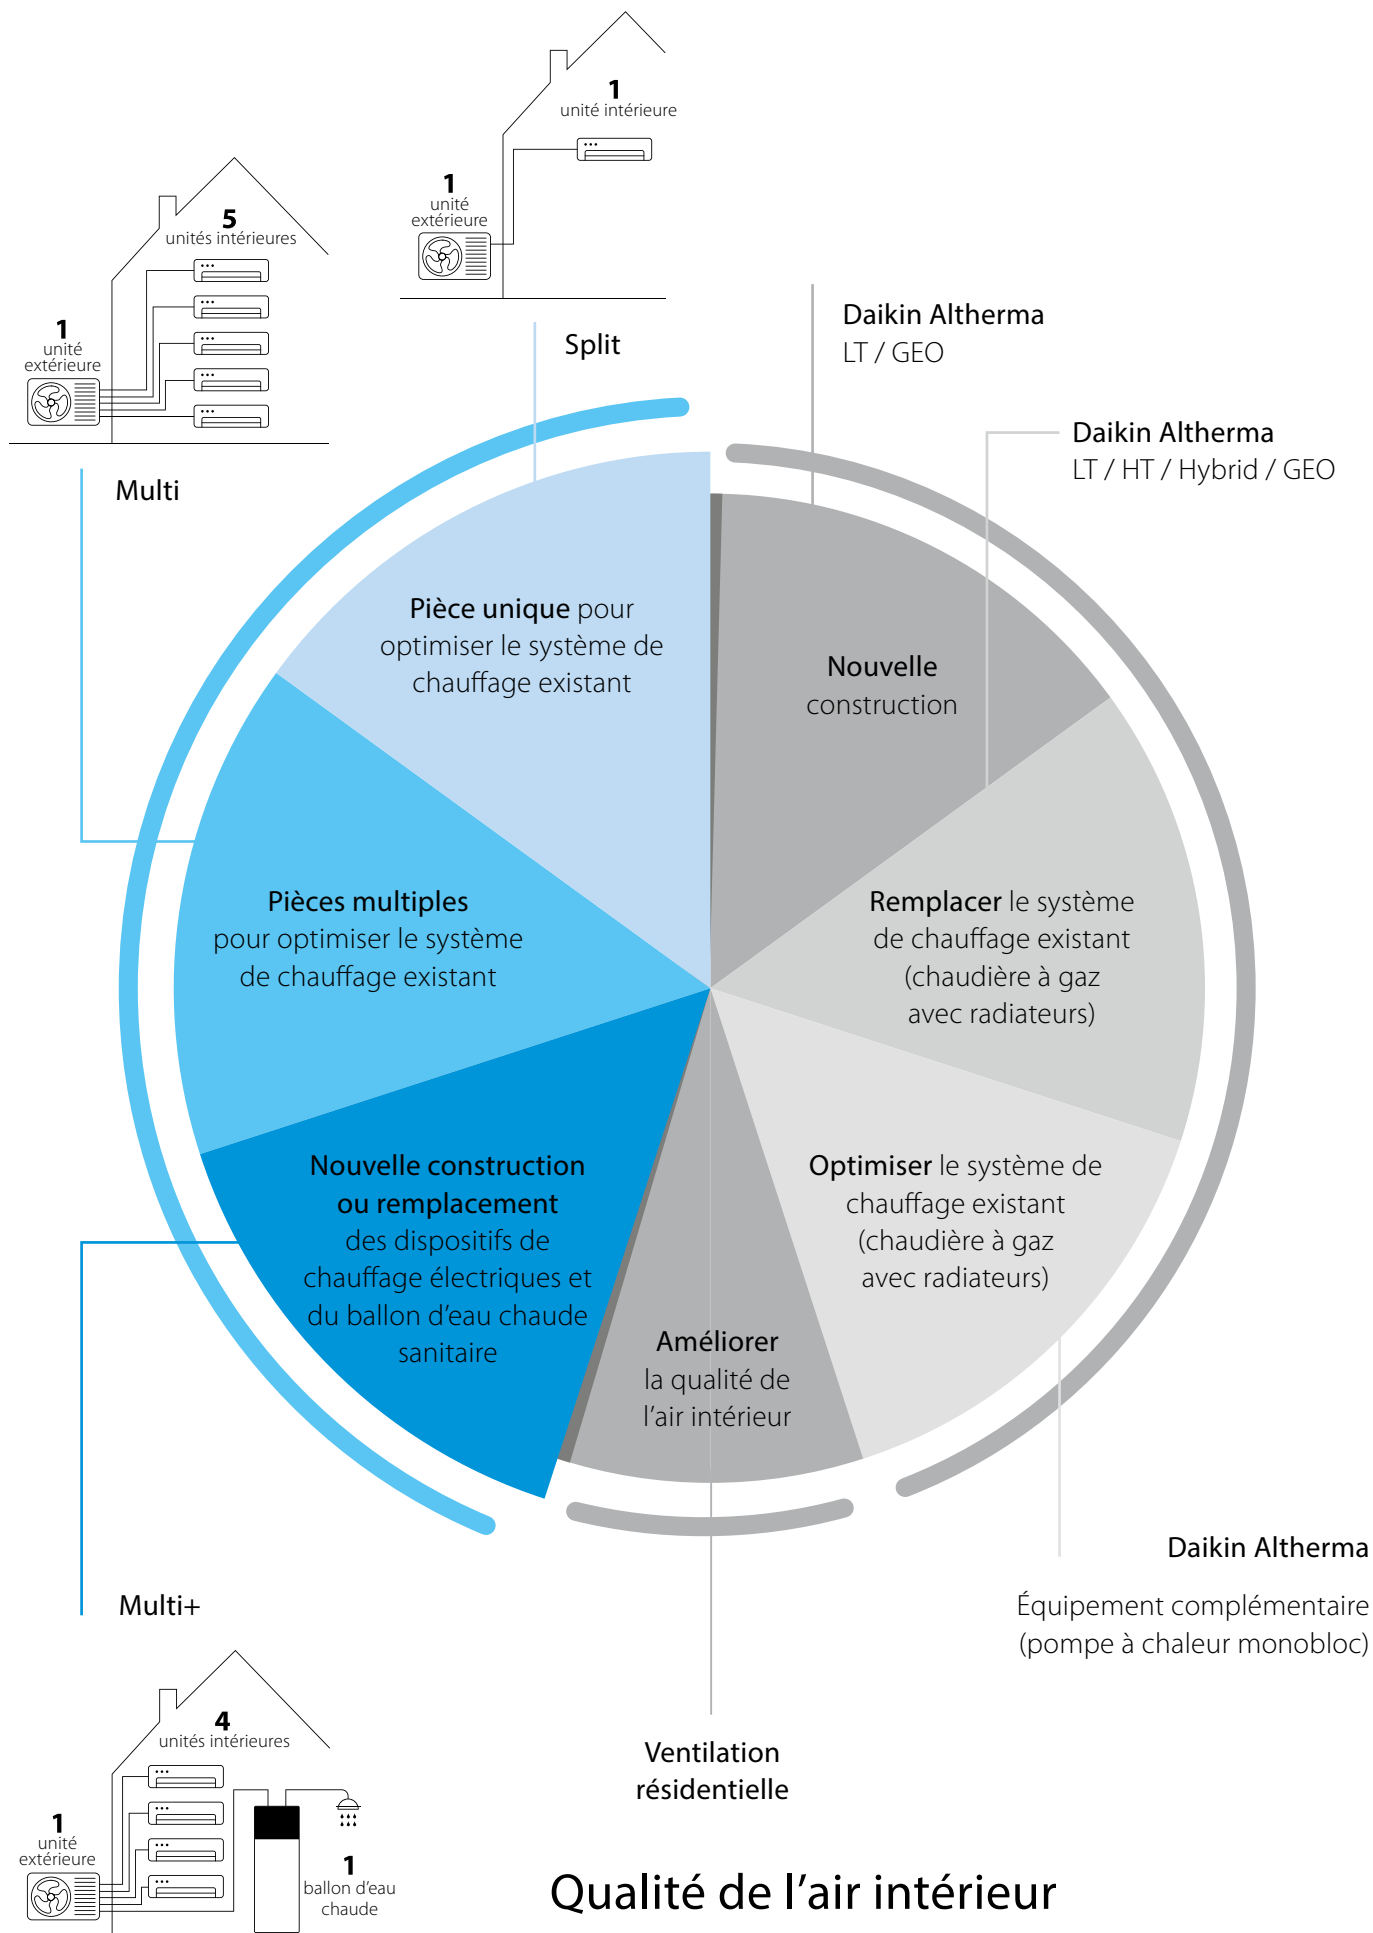 1
unité intérieure
1
unité
extérieure
Split
5
unités intérieures
1
unité
extérieure
Multi
Daikin Altherma
LT / GEO
Daikin Altherma
LT / HT / Hybrid / GEO
Pièce unique pour
optimiser le système de
chauffage existant
Nouvelle
construction
Pièces multiples
pour optimiser le système
de chauffage existant
Remplacer le système
de chauffage existant
(chaudière à gaz
avec radiateurs)
Nouvelle construction
ou remplacement
des dispositifs de
chauffage électriques et
du ballon d'eau chaude
sanitaire
Optimiser le système de
chauffage existant
(chaudière à gaz
avec radiateurs)
Améliorer
la qualité de
l'air intérieur
Daikin Altherma
Équipement complémentaire
(pompe à chaleur monobloc)
Multi+
4
unités intérieures
1
unité
extérieure
1
ballon d'eau
chaude
Ventilation
résidentielle
Qualité de l'air intérieur